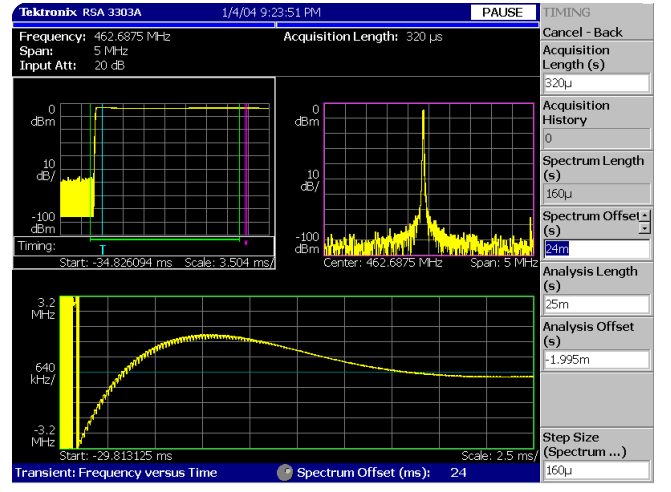 Tektronix RSA 3303A 1/4/04 9:23:51 PM PAUSE
Frequency: 462.6875 MHz Acquisition Length: 320 µs
Span: 5 MHz
Input Att: 20 dB
0
dBm
10
dB/
-100
dBm
Timing:
T
Start: -34.826094 ms Scale: 3.504 ms/
0
dBm
10
dB/
-100
dBm
Center: 462.6875 MHz Span: 5 MHz
3.2
MHz
640
kHz/
-3.2
MHz
Start: -29.813125 ms Scale: 2.5 ms/
Transient: Frequency versus Time Spectrum Offset (ms): 24
TIMING
Cancel - Back
Acquisition
Length (s)
320µ
Acquisition
History
0
Spectrum Length
(s)
160µ
Spectrum Offset
(s)
24m
Analysis Length
(s)
25m
Analysis Offset
(s)
-1.995m
Step Size
(Spectrum ...)
160µ